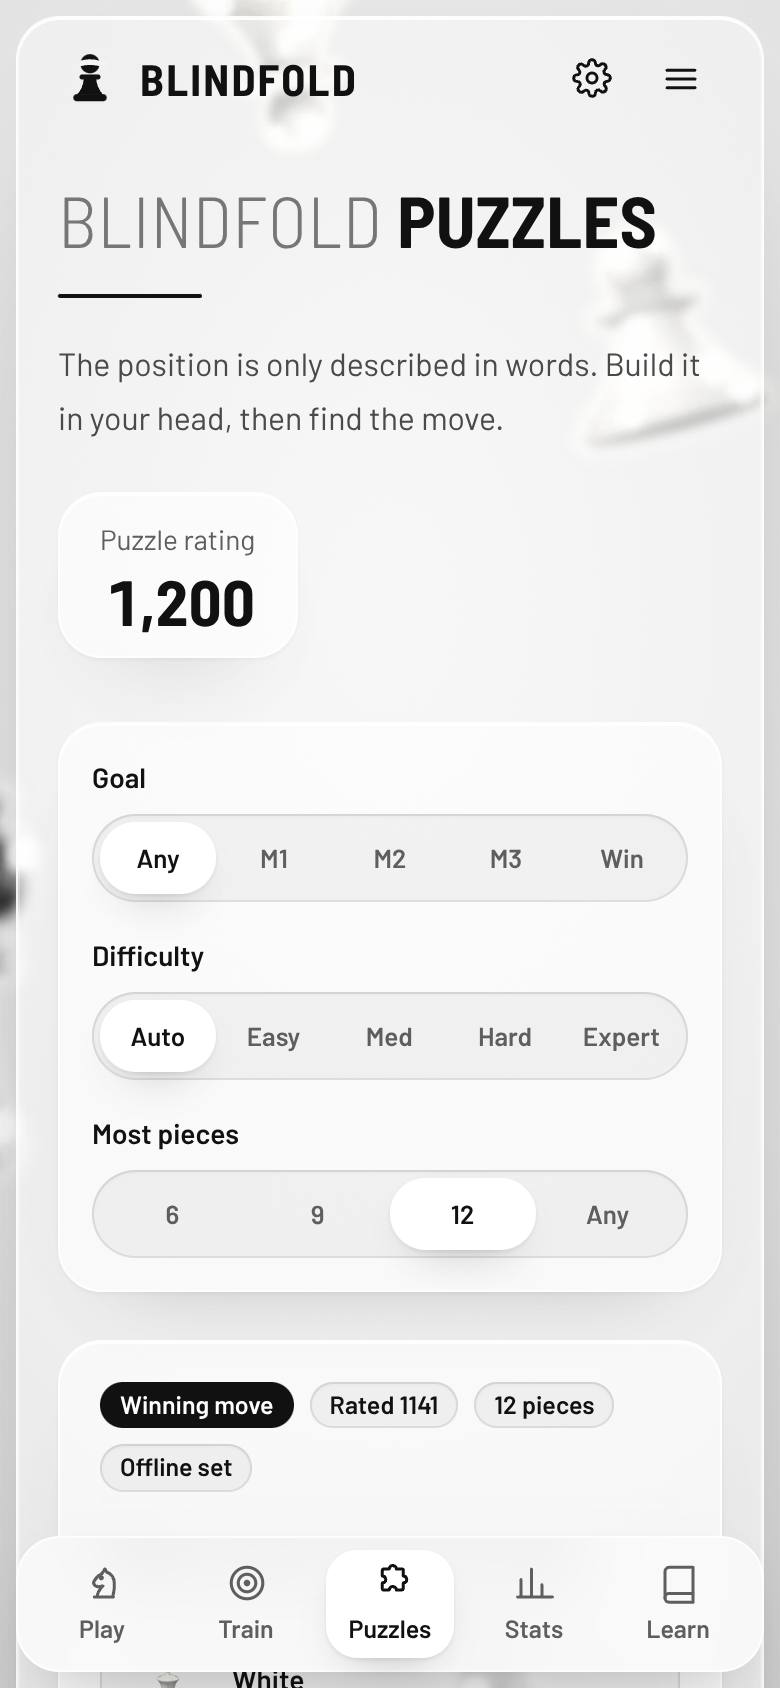 BLINDFOLD
BLINDFOLD PUZZLES
The position is only described in words. Build it
in your head, then find the move.
Puzzle rating
1,200
Goal
Any M1 M2 M3 Win
Difficulty
Auto Easy Med Hard Expert
Most pieces
6 9 12 Any
Winning move Rated 1141 12 pieces
Offline set
Play Train Puzzles Stats Learn
White